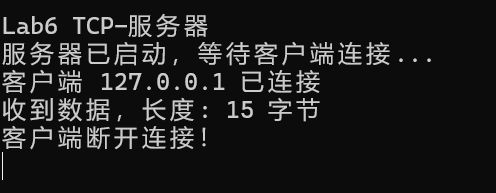 Lab6 TCP-服务器
服务器已启动，等待客户端连接...
客户端 127.0.0.1 已连接
收到数据，长度: 15 字节
客户端断开连接!